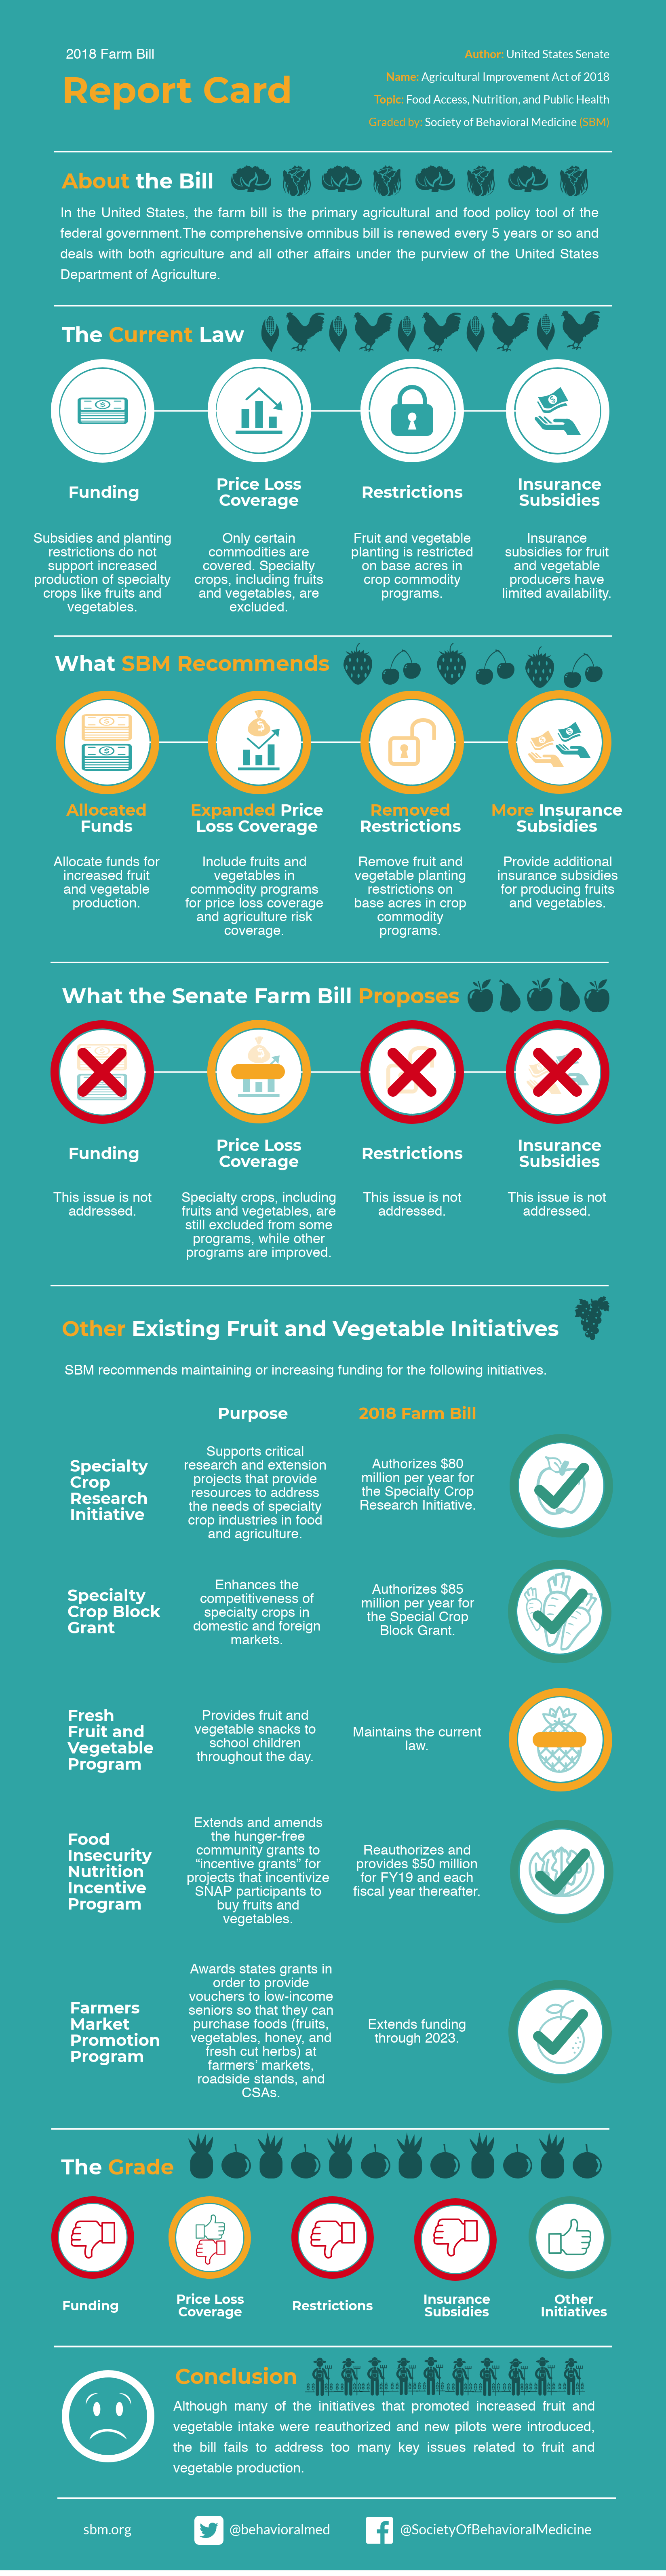 2018 Farm Bill
Report Card
Author: United States Senate
Name: Agricultural Improvement Act of 2018
Topic: Food Access, Nutrition, and Public Health
Graded by: Society of Behavioral Medicine (SBM)
About the Bill
In the United States, the farm bill is the primary agricultural and food policy tool of the
federal government.The comprehensive omnibus bill is renewed every 5 years or so and
deals with both agriculture and all other affairs under the purview of the United States
Department of Agriculture.
The Current Law
Funding
Subsidies and planting
restrictions do not
support increased
production of specialty
crops like fruits and
vegetables.
Price Loss
Coverage
Only certain
commodities are
covered. Specialty
crops, including fruits
and vegetables, are
excluded.
Restrictions
Fruit and vegetable
planting is restricted
on base acres in
crop commodity
programs.
Insurance
Subsidies
Insurance
subsidies for fruit
and vegetable
producers have
limited availability.
What SBM Recommends
Allocated
Funds
Allocate funds for
increased fruit
and vegetable
production.
Expanded Price
Loss Coverage
Include fruits and
vegetables in
commodity programs
for price loss coverage
and agriculture risk
coverage.
Removed
Restrictions
Remove fruit and
vegetable planting
restrictions on
base acres in crop
commodity
programs.
More Insurance
Subsidies
Provide additional
insurance subsidies
for producing fruits
and vegetables.
What the Senate Farm Bill Proposes
Funding
This issue is not
addressed.
Price Loss
Coverage
Specialty crops, including
fruits and vegetables, are
still excluded from some
programs, while other
programs are improved.
Restrictions
This issue is not
addressed.
Insurance
Subsidies
This issue is not
addressed.
Other Existing Fruit and Vegetable Initiatives
SBM recommends maintaining or increasing funding for the following initiatives.
Purpose
2018 Farm Bill
Specialty
Crop
Research
Initiative
Supports critical
research and extension
projects that provide
resources to address
the needs of specialty
crop industries in food
and agriculture.
Authorizes $80
million per year for
the Specialty Crop
Research Initiative.
Specialty
Crop Block
Grant
Enhances the
competitiveness of
specialty crops in
domestic and foreign
markets.
Authorizes $85
million per year for
the Special Crop
Block Grant.
Fresh
Fruit and
Vegetable
Program
Provides fruit and
vegetable snacks to
school children
throughout the day.
Maintains the current
law.
Food
Insecurity
Nutrition
Incentive
Program
Extends and amends
the hunger-free
community grants to
“incentive grants” for
projects that incentivize
SNAP participants to
buy fruits and
vegetables.
Reauthorizes and
provides $50 million
for FY19 and each
fiscal year thereafter.
Farmers
Market
Promotion
Program
Awards states grants in
order to provide
vouchers to low-income
seniors so that they can
purchase foods (fruits,
vegetables, honey, and
fresh cut herbs) at
farmers’ markets,
roadside stands, and
CSAs.
Extends funding
through 2023.
The Grade
Funding
Price Loss
Coverage
Restrictions
Insurance
Subsidies
Other
Initiatives
Conclusion
Although many of the initiatives that promoted increased fruit and
vegetable intake were reauthorized and new pilots were introduced,
the bill fails to address too many key issues related to fruit and
vegetable production.
sbm.org
@behavioralmed
@SocietyOfBehavioralMedicine